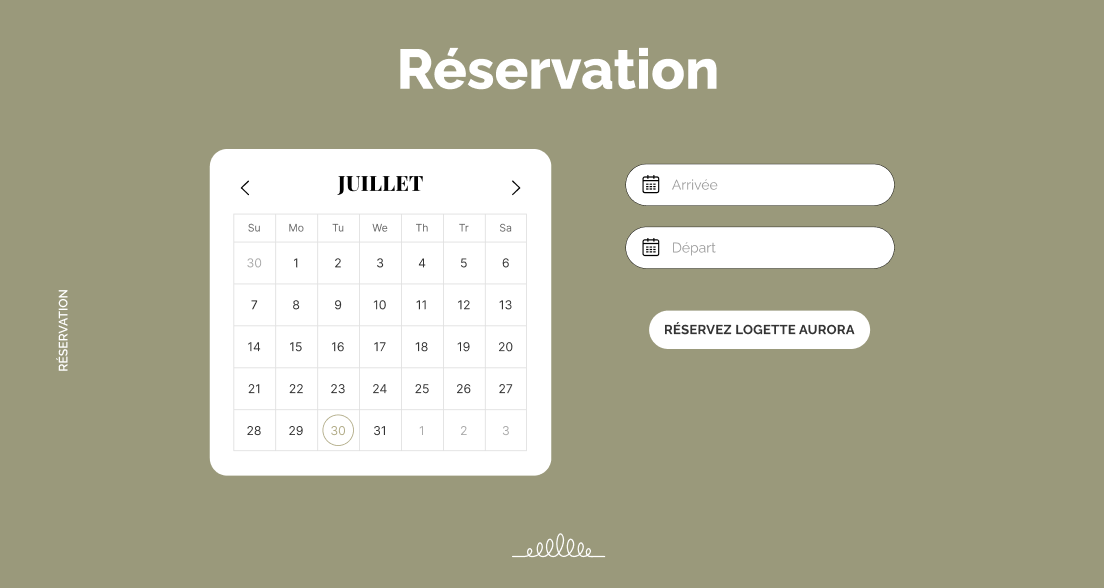 Réservation
JUILLET
Su Mo Tu We Th Tr Sa
30 1 2 3 4 5 6
7 8 9 10 11 12 13
14 15 16 17 18 19 20
21 22 23 24 25 26 27
28 29 30 31 1 2 3
Arrivée
Départ
RÉSERVEZ LOGETTE AURORA
RÉSERVATION